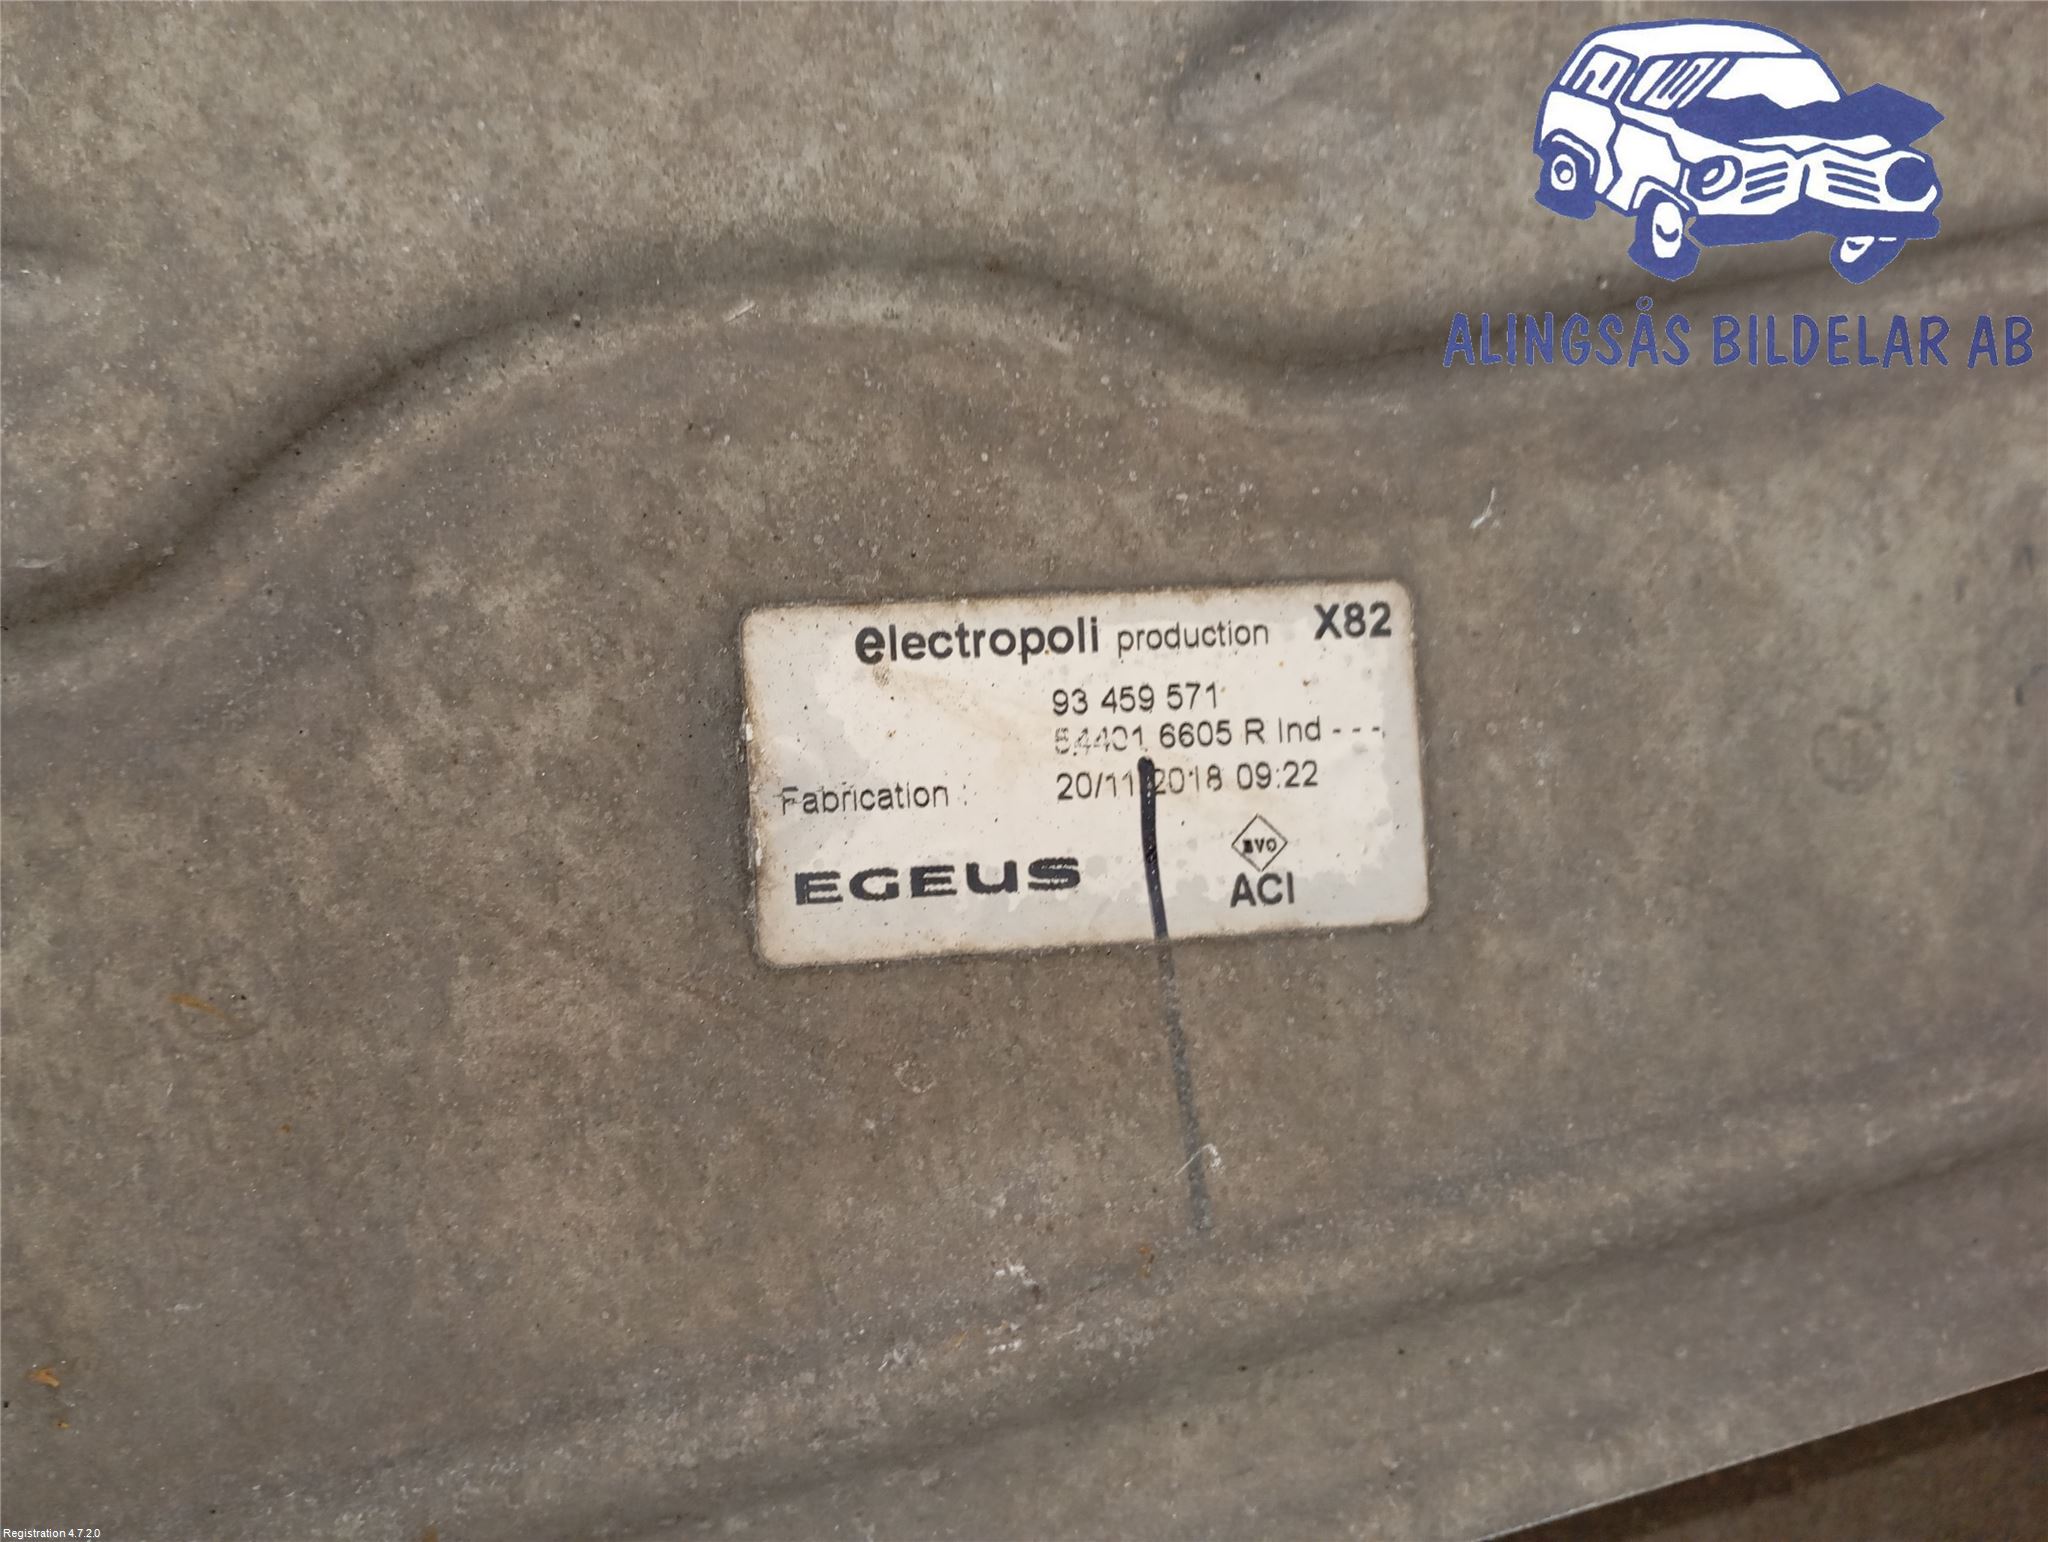 ALINGSÅS BILDELAR AB
electropoli production X82
93 459 571
54401 6605 R Ind - - -
Fabrication : 20/11/2018 09:22
EGEUS
BVO
ACI
Registration 4.7.2.0